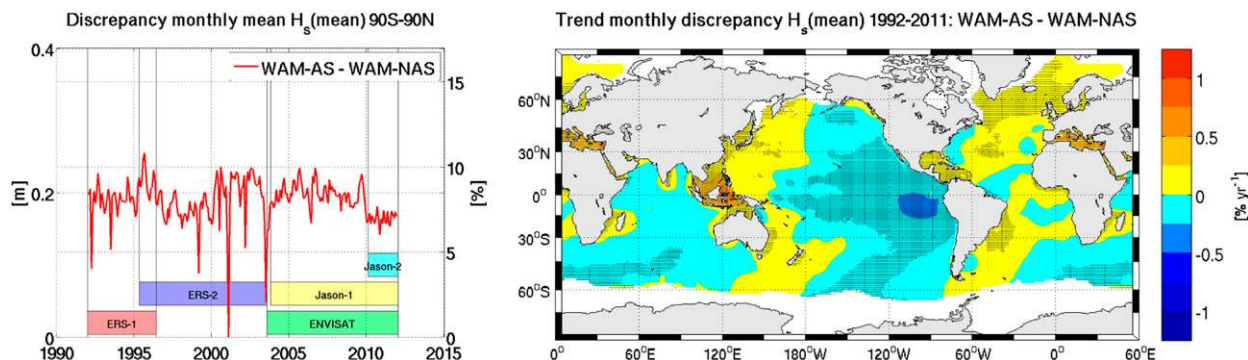 Discrepancy monthly mean Hs(mean) 90S-90N
0.4
0.2
0
[m]
WAM-AS - WAM-NAS
15
10
5
0
[%]
Jason-2
ERS-2
Jason-1
ERS-1
ENVISAT
1990 1995 2000 2005 2010 2015
Trend monthly discrepancy Hs(mean) 1992-2011: WAM-AS - WAM-NAS
60°N
30°N
0°
30°S
60°S
0° 60°E 120°E 180°W 120°W 60°W 0° 60°E
1
0.5
0
-0.5
-1
[% yr-1]